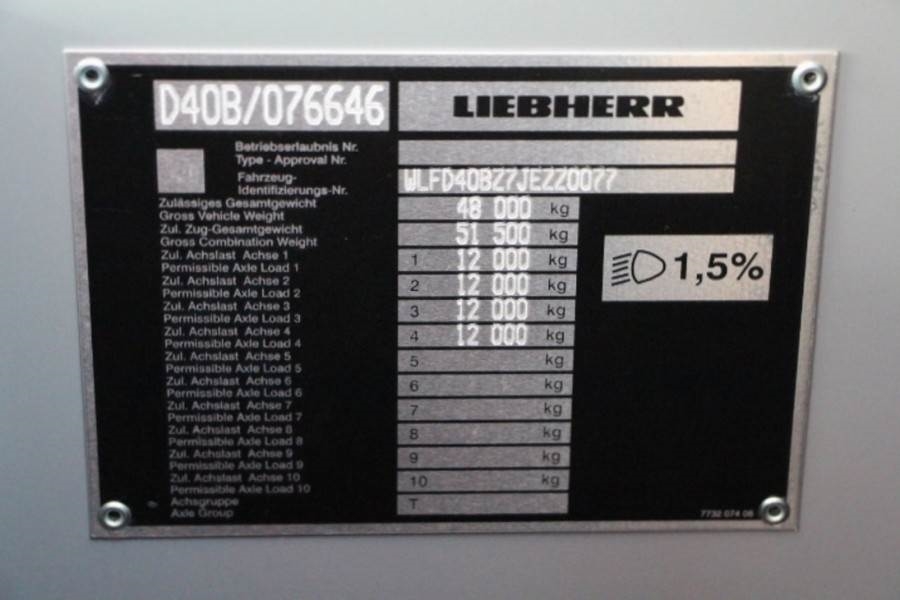 D40B/076646 LIEBHERR
Betriebserlaubnis Nr.
Type - Approval Nr.
Fahrzeug-
Identifizierungs-Nr. WLFD40BZ7JEZZ0077
Zulässiges Gesamtgewicht
Gross Vehicle Weight 48 000 kg
Zul. Zug-Gesamtgewicht
Gross Combination Weight 51 500 kg
Zul. Achslast Achse 1
Permissible Axle Load 1 1 12 000 kg
Zul. Achslast Achse 2
Permissible Axle Load 2 2 12 000 kg
Zul. Achslast Achse 3
Permissible Axle Load 3 3 12 000 kg
Zul. Achslast Achse 4
Permissible Axle Load 4 4 12 000 kg
Zul. Achslast Achse 5
Permissible Axle Load 5 5 kg
Zul. Achslast Achse 6
Permissible Axle Load 6 6 kg
Zul. Achslast Achse 7
Permissible Axle Load 7 7 kg
Zul. Achslast Achse 8
Permissible Axle Load 8 8 kg
Zul. Achslast Achse 9
Permissible Axle Load 9 9 kg
Zul. Achslast Achse 10
Permissible Axle Load 10 10 kg
Achsgruppe
Axle Group T
1,5%
7732 074 08